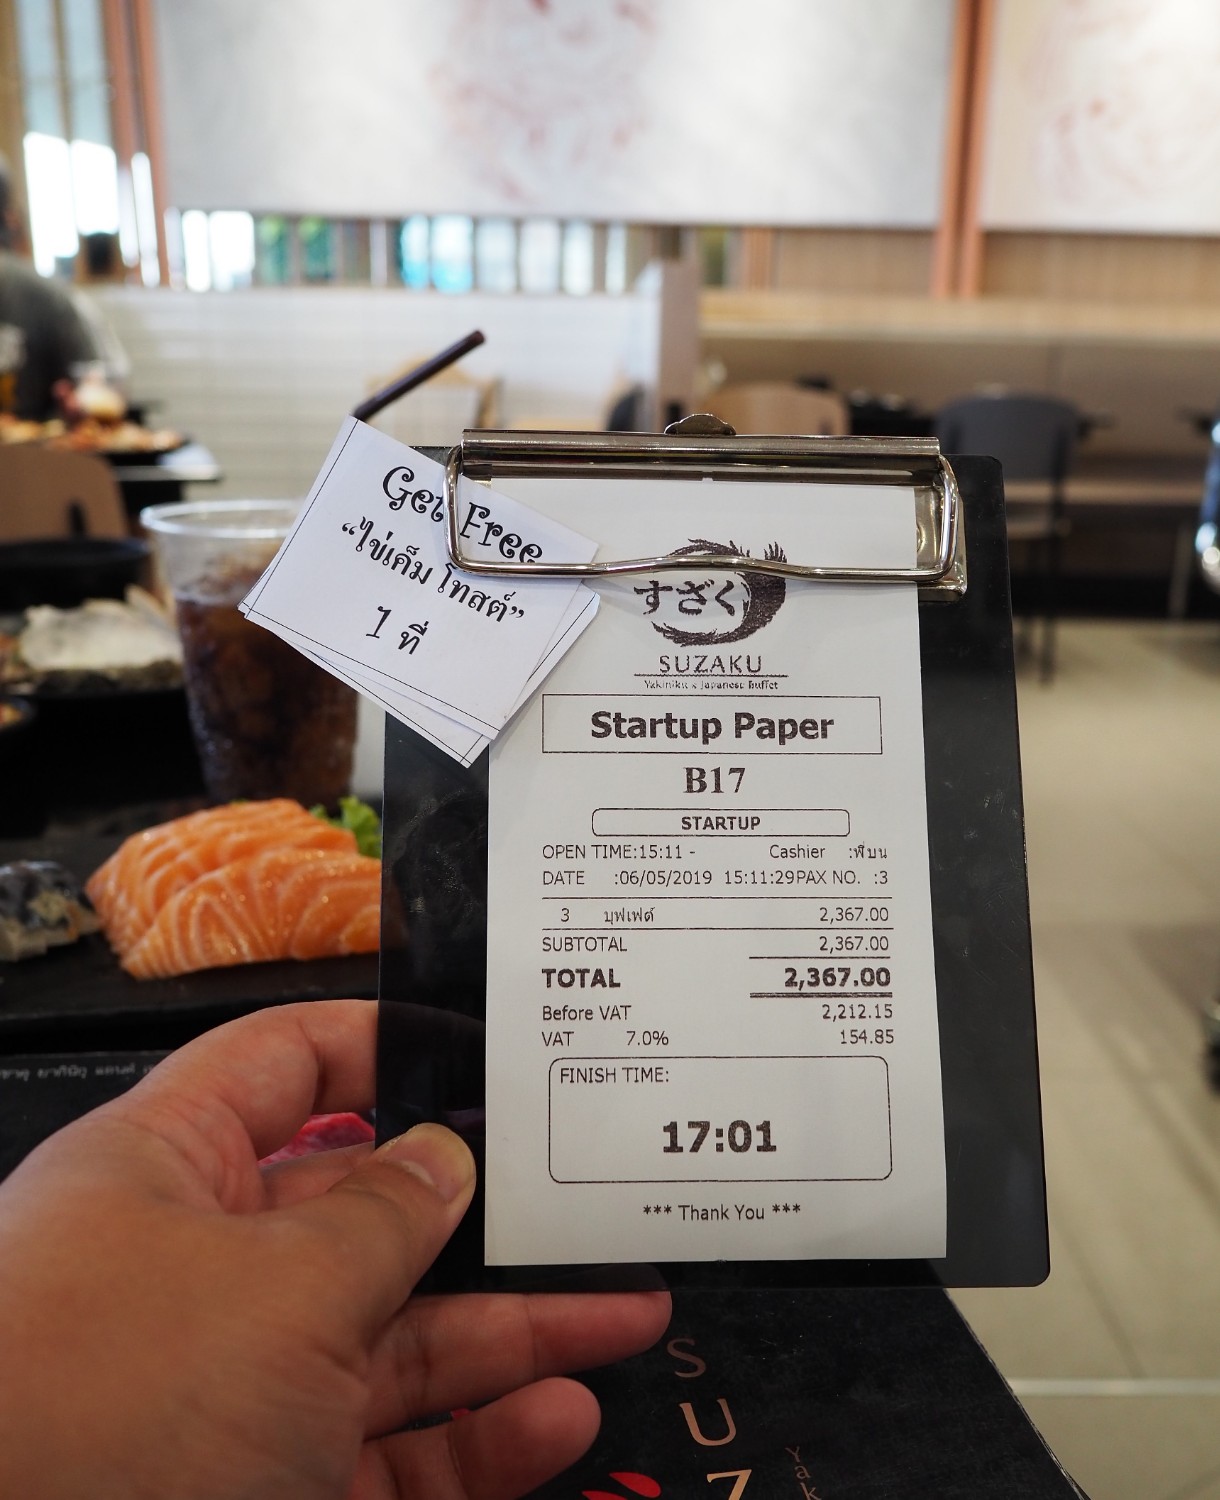 Get Free
“ไข่เค็ม โทสต์”
1 ที่
すざく
SUZAKU
Yakiniku & Japanese Buffet
Startup Paper
B17
STARTUP
OPEN TIME:15:11 - Cashier :พี่บน
DATE :06/05/2019 15:11:29PAX NO. :3
3 บุฟเฟต์ 2,367.00
SUBTOTAL 2,367.00
TOTAL 2,367.00
Before VAT 2,212.15
VAT 7.0% 154.85
FINISH TIME:
17:01
*** Thank You ***
SUZ
Yak